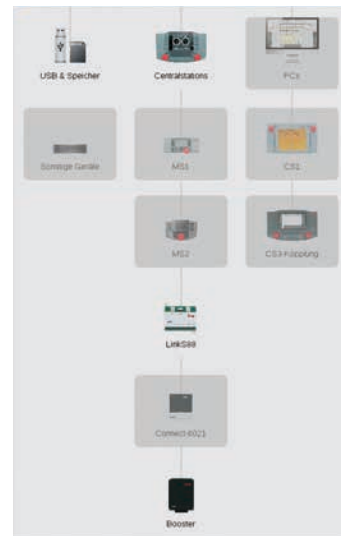 USB & Speicher
Centralstations
PCs
Sonstige Geräte
MS1
CS2
MS2
CS3-Kopplung
LinkS88
Connect-6021
Booster